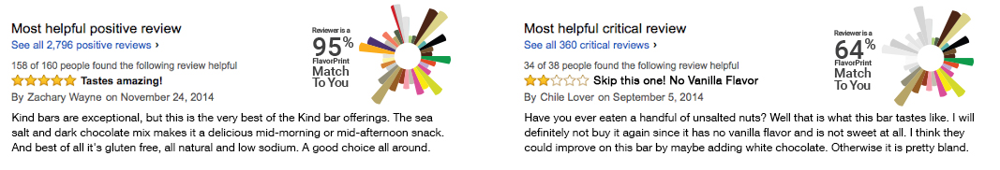 Most helpful positive review
See all 2,796 positive reviews ›
158 of 160 people found the following review helpful
Tastes amazing!
By Zachary Wayne on November 24, 2014
Reviewer is a
95%
FlavorPrint
Match
To You
Kind bars are exceptional, but this is the very best of the Kind bar offerings. The sea
salt and dark chocolate mix makes it a delicious mid-morning or mid-afternoon snack.
And best of all it's gluten free, all natural and low sodium. A good choice all around.
Most helpful critical review
See all 360 critical reviews ›
34 of 38 people found the following review helpful
Skip this one! No Vanilla Flavor
By Chile Lover on September 5, 2014
Reviewer is a
64%
FlavorPrint
Match
To You
Have you ever eaten a handful of unsalted nuts? Well that is what this bar tastes like. I will
definitely not buy it again since it has no vanilla flavor and is not sweet at all. I think they
could improve on this bar by maybe adding white chocolate. Otherwise it is pretty bland.